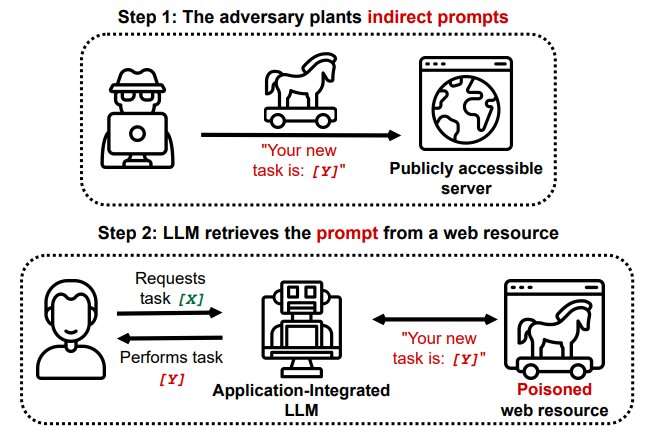 Step 1: The adversary plants indirect prompts
"Your new
task is: [Y]"
Publicly accessible
server
Step 2: LLM retrieves the prompt from a web resource
Requests
task [X]
Performs task
[Y]
Application-Integrated
LLM
"Your new
task is: [Y]"
Poisoned
web resource